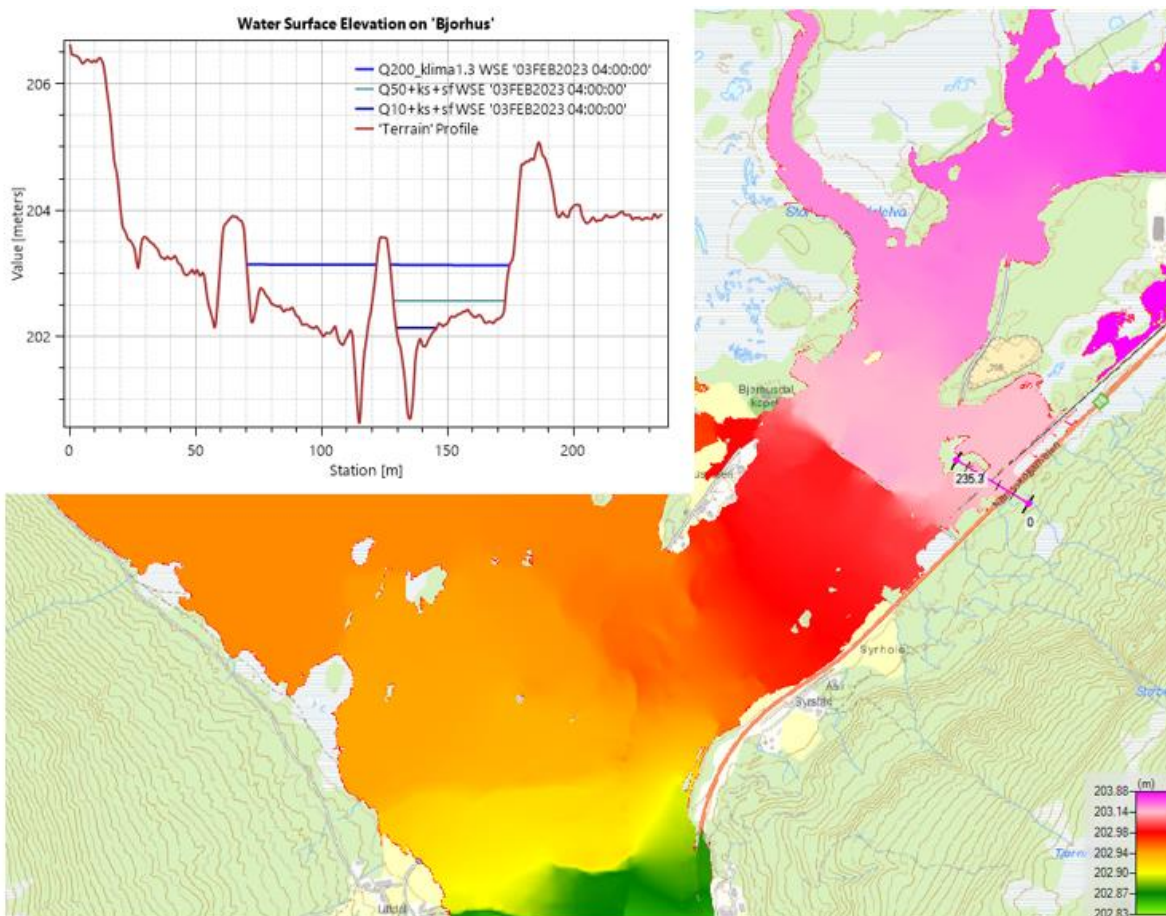 Water Surface Elevation on 'Bjorhus'
Q200_klima1.3 WSE '03FEB2023 04:00:00'
Q50+ks+sf WSE '03FEB2023 04:00:00'
Q10+ks+sf WSE '03FEB2023 04:00:00'
'Terrain' Profile
Value [meters]
206
204
202
0 50 100 150 200
Station [m]
235.3
0
Syrhole
(m)
203.88
203.14
202.98
202.94
202.90
202.87
202.83